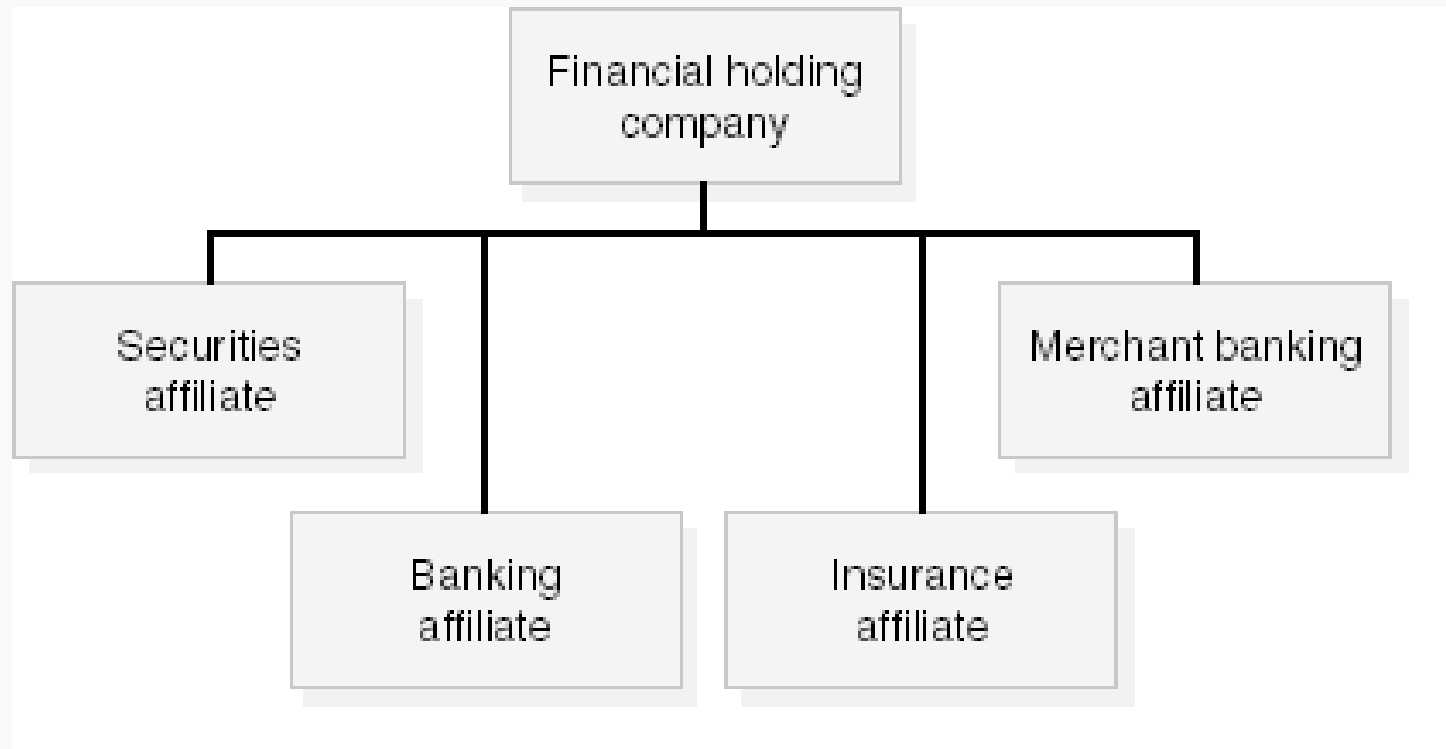 Financial holding
company
Securities
affiliate
Merchant banking
affiliate
Banking
affiliate
Insurance
affiliate